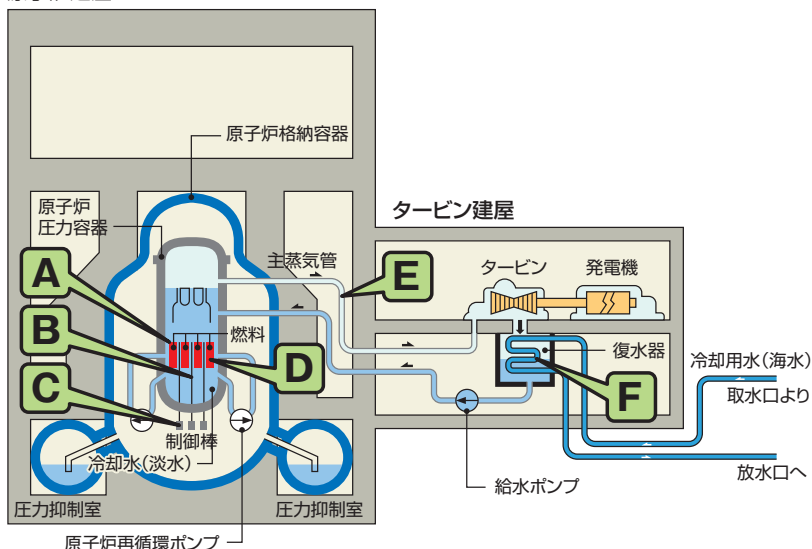 原子炉格納容器
原子炉
圧力容器
タービン建屋
主蒸気管
タービン
発電機
A
E
B
燃料
復水器
冷却用水(海水)
C
D
F
取水口より
制御棒
冷却水(淡水)
給水ポンプ
放水口へ
圧力抑制室
圧力抑制室
原子炉再循環ポンプ